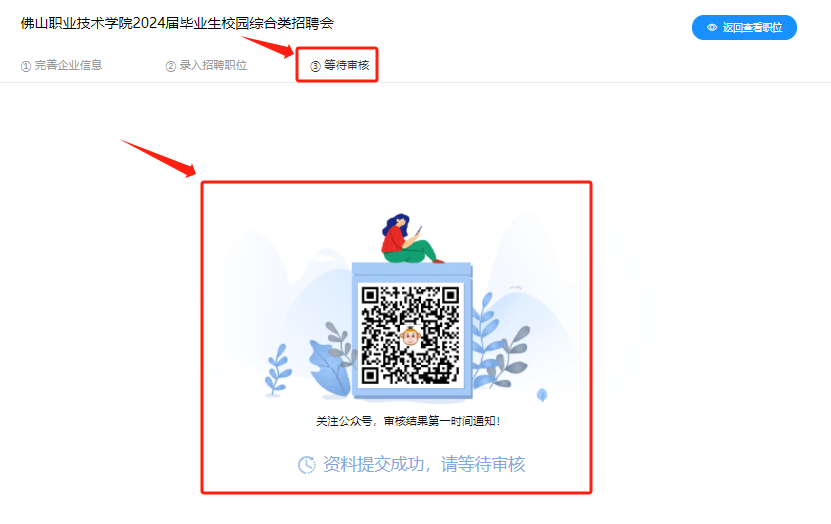 佛山职业技术学院2024届毕业生校园综合类招聘会
返回查看职位
① 完善企业信息
② 录入招聘职位
③ 等待审核
关注公众号，审核结果第一时间通知！
资料提交成功，请等待审核